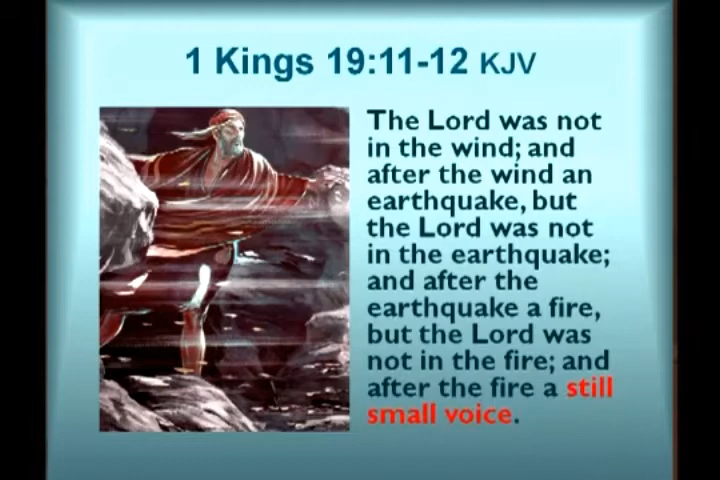 1 Kings 19:11-12 KJV
The Lord was not
in the wind; and
after the wind an
earthquake, but
the Lord was not
in the earthquake;
and after the
earthquake a fire,
but the Lord was
not in the fire; and
after the fire a still
small voice.